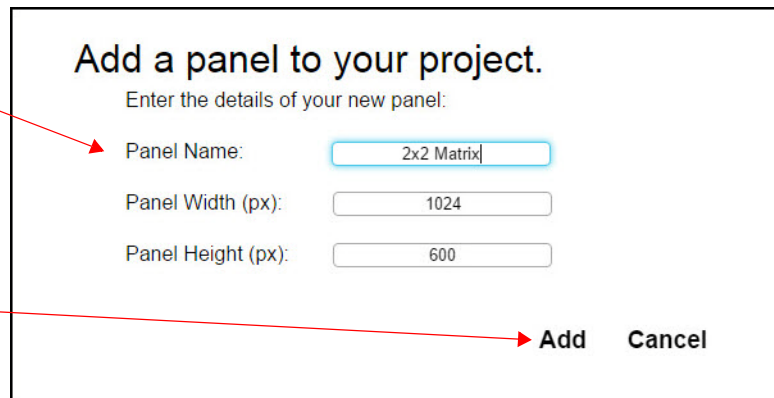 Add a panel to your project.
Enter the details of your new panel:
Panel Name: 2x2 Matrix
Panel Width (px): 1024
Panel Height (px): 600
Add Cancel